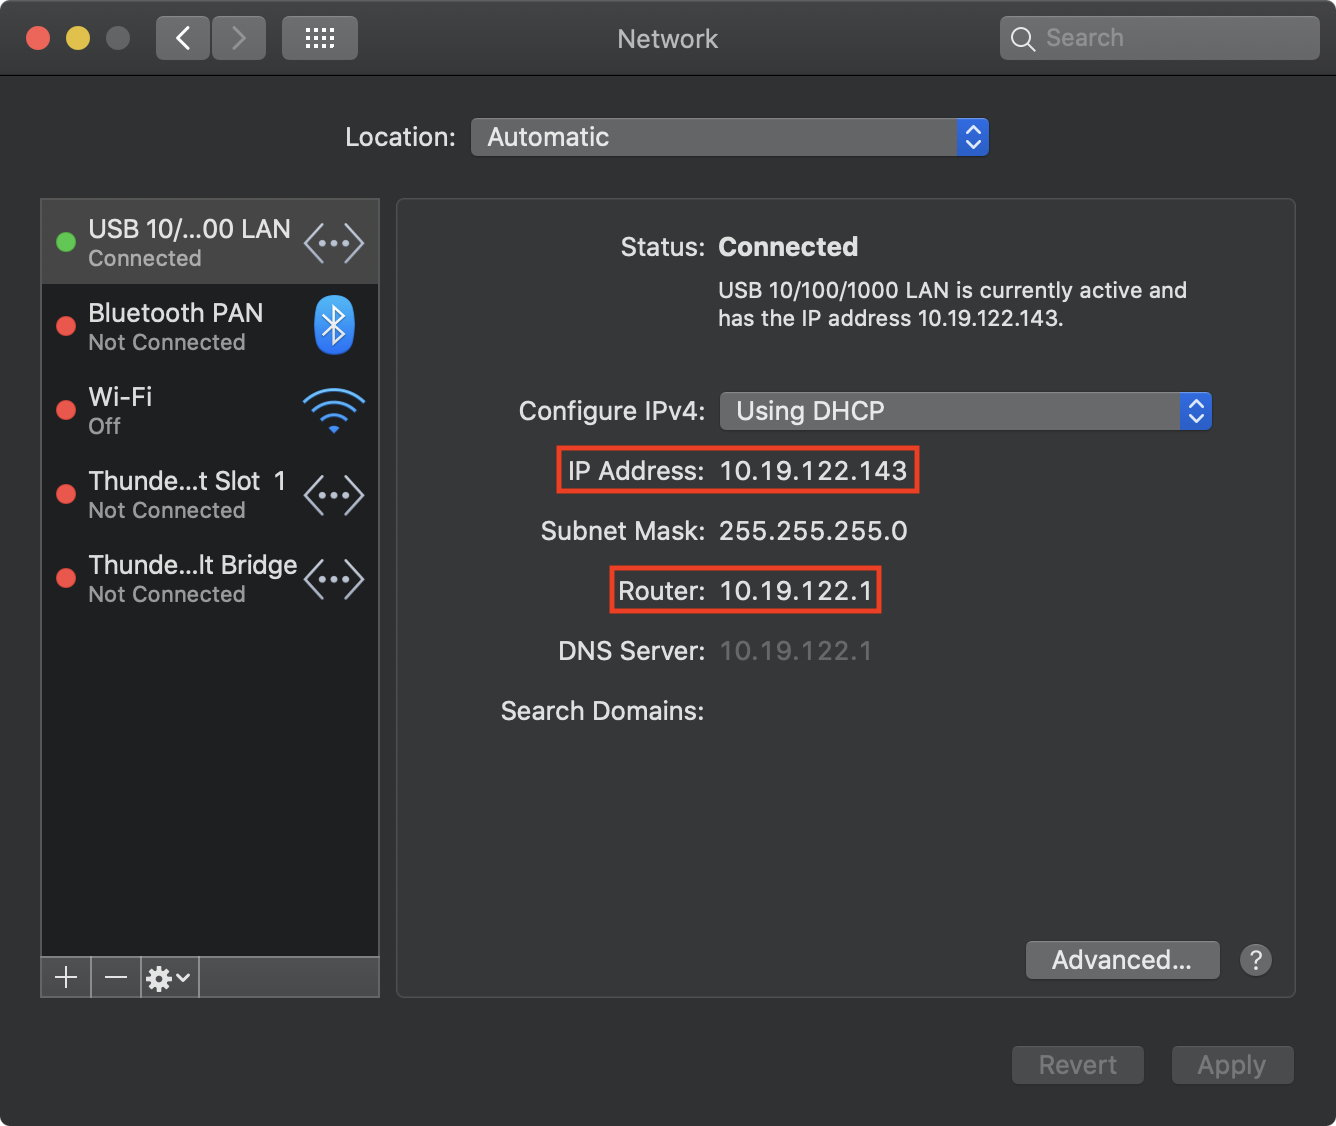 Network
Search
Location: Automatic
USB 10/...00 LAN
Connected
Bluetooth PAN
Not Connected
Wi-Fi
Off
Thunde...t Slot 1
Not Connected
Thunde...lt Bridge
Not Connected
Status: Connected
USB 10/100/1000 LAN is currently active and
has the IP address 10.19.122.143.
Configure IPv4: Using DHCP
IP Address: 10.19.122.143
Subnet Mask: 255.255.255.0
Router: 10.19.122.1
DNS Server: 10.19.122.1
Search Domains:
Advanced...
?
Revert
Apply